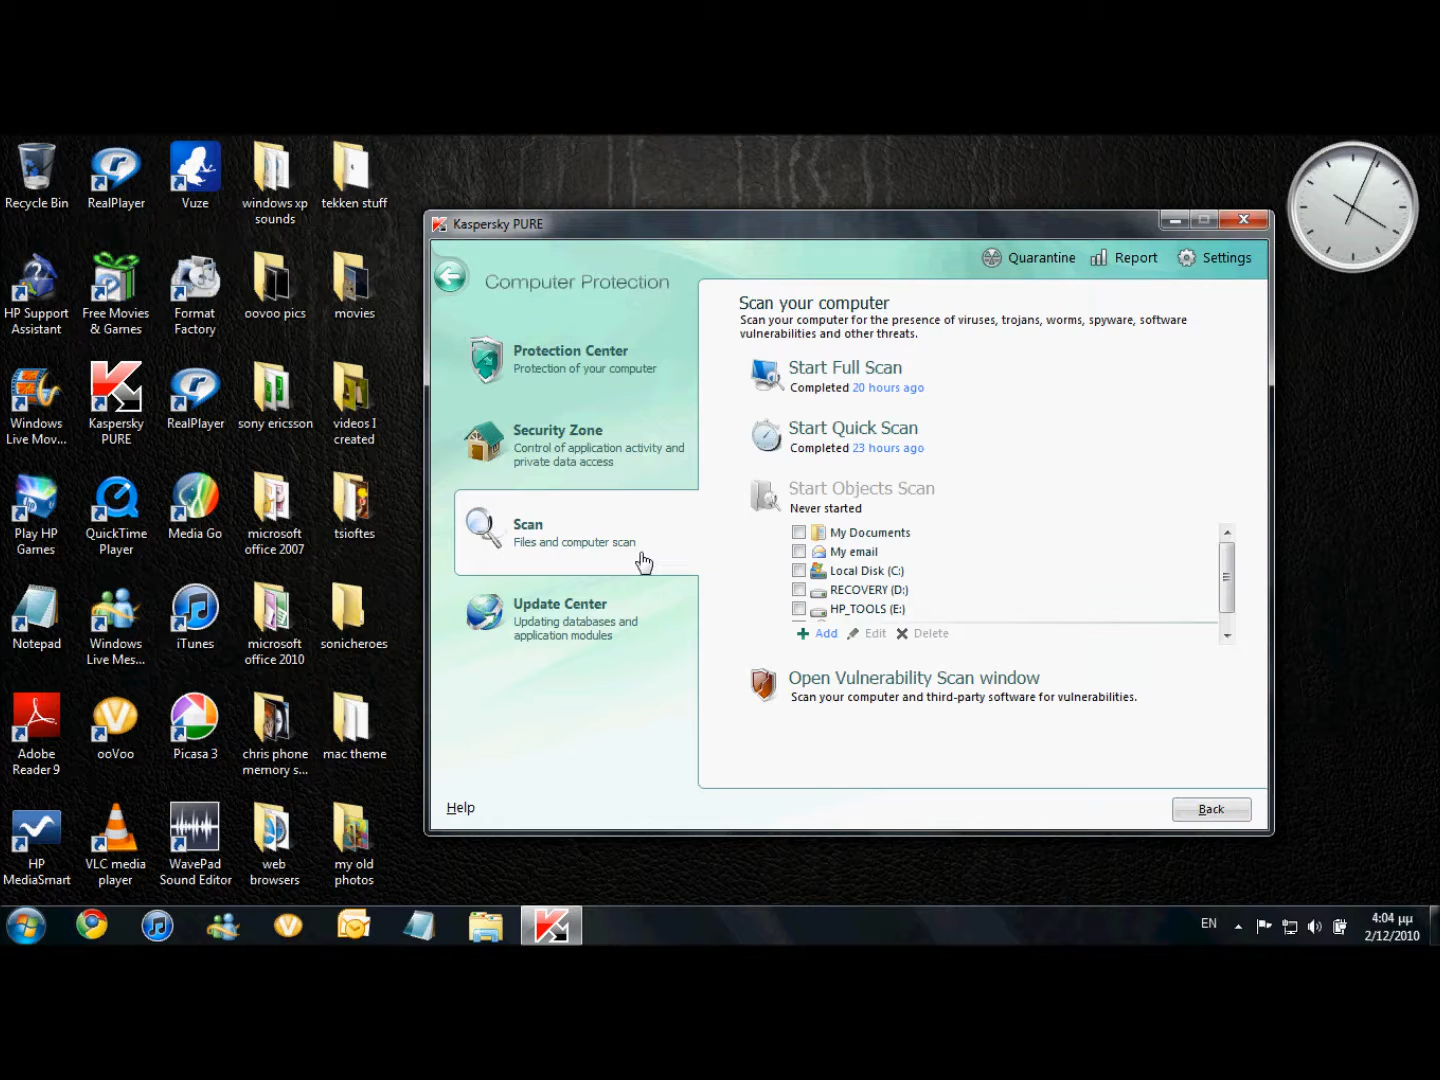 Recycle Bin
RealPlayer
Vuze
windows xp
sounds
tekken stuff
HP Support
Assistant
Free Movies
& Games
Format
Factory
oovoo pics
movies
Windows
Live Mov...
Kaspersky
PURE
RealPlayer
sony ericsson
videos I
created
Play HP
Games
QuickTime
Player
Media Go
microsoft
office 2007
tsioftes
Notepad
Windows
Live Mes...
iTunes
microsoft
office 2010
sonicheroes
Adobe
Reader 9
ooVoo
Picasa 3
chris phone
memory s...
mac theme
HP
MediaSmart
VLC media
player
WavePad
Sound Editor
web
browsers
my old
photos
Kaspersky PURE
Quarantine
Report
Settings
Computer Protection
Protection Center
Protection of your computer
Security Zone
Control of application activity and
private data access
Scan
Files and computer scan
Update Center
Updating databases and
application modules
Help
Scan your computer
Scan your computer for the presence of viruses, trojans, worms, spyware, software
vulnerabilities and other threats.
Start Full Scan
Completed 20 hours ago
Start Quick Scan
Completed 23 hours ago
Start Objects Scan
Never started
My Documents
My email
Local Disk (C:)
RECOVERY (D:)
HP_TOOLS (E:)
Add
Edit
Delete
Open Vulnerability Scan window
Scan your computer and third-party software for vulnerabilities.
Back
EN
4:04 μμ
2/12/2010